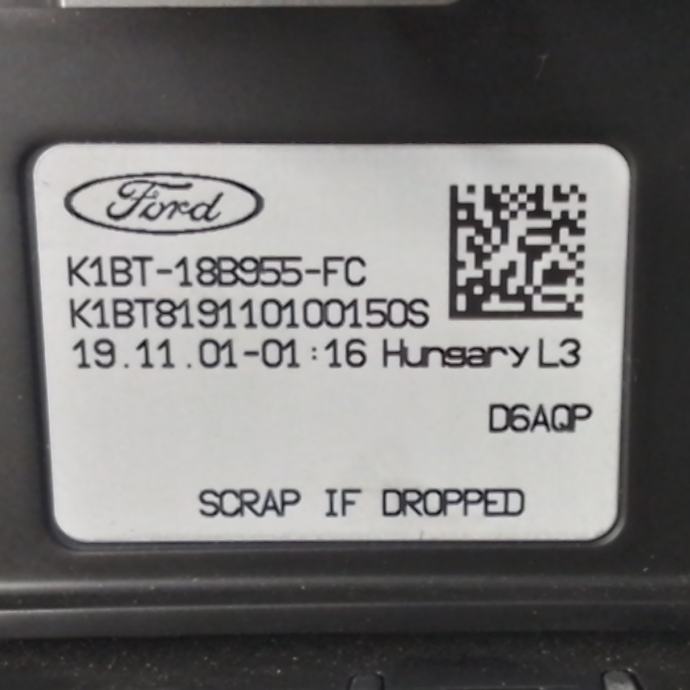 Ford
K1BT-18B955-FC
K1BT819110100150S
19.11.01-01:16 Hungary L3
D6AQP
SCRAP IF DROPPED